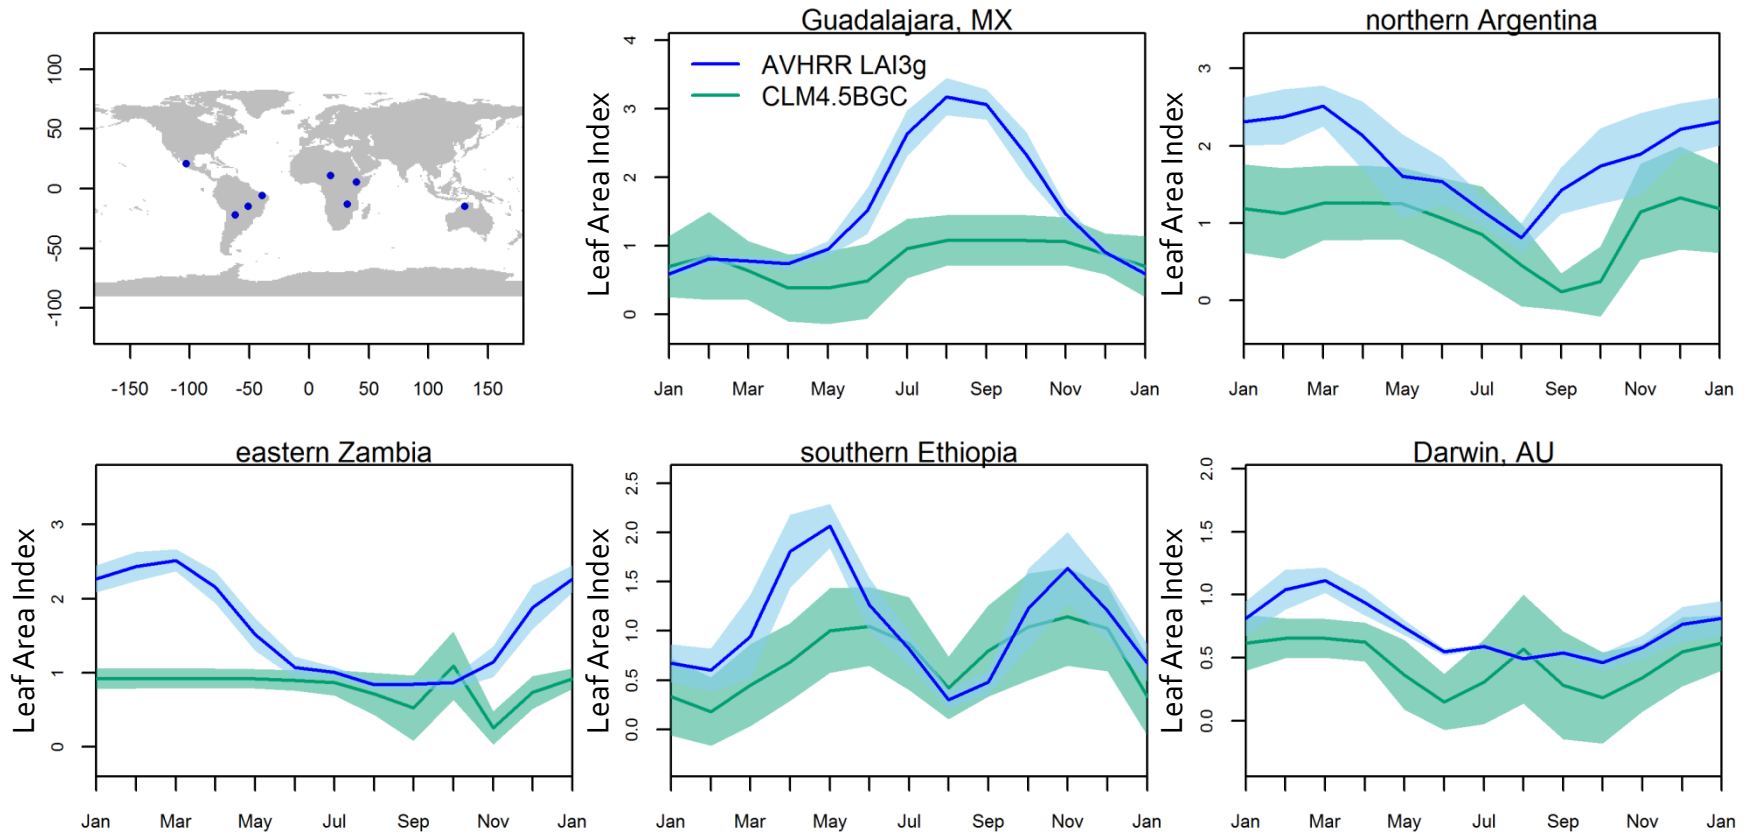 Guadalajara, MX
northern Argentina
100
50
0
-50
-100
-150
-100
-50
0
50
100
150
Leaf Area Index
4
3
2
1
0
AVHRR LAI3g
CLM4.5BGC
Jan Mar May Jul Sep Nov Jan
Leaf Area Index
3
2
1
0
Jan Mar May Jul Sep Nov Jan
eastern Zambia
southern Ethiopia
Darwin, AU
Leaf Area Index
3
2
1
0
Jan Mar May Jul Sep Nov Jan
Leaf Area Index
2.5
2.0
1.5
1.0
0.5
0.0
Jan Mar May Jul Sep Nov Jan
Leaf Area Index
2.0
1.5
1.0
0.5
0.0
Jan Mar May Jul Sep Nov Jan